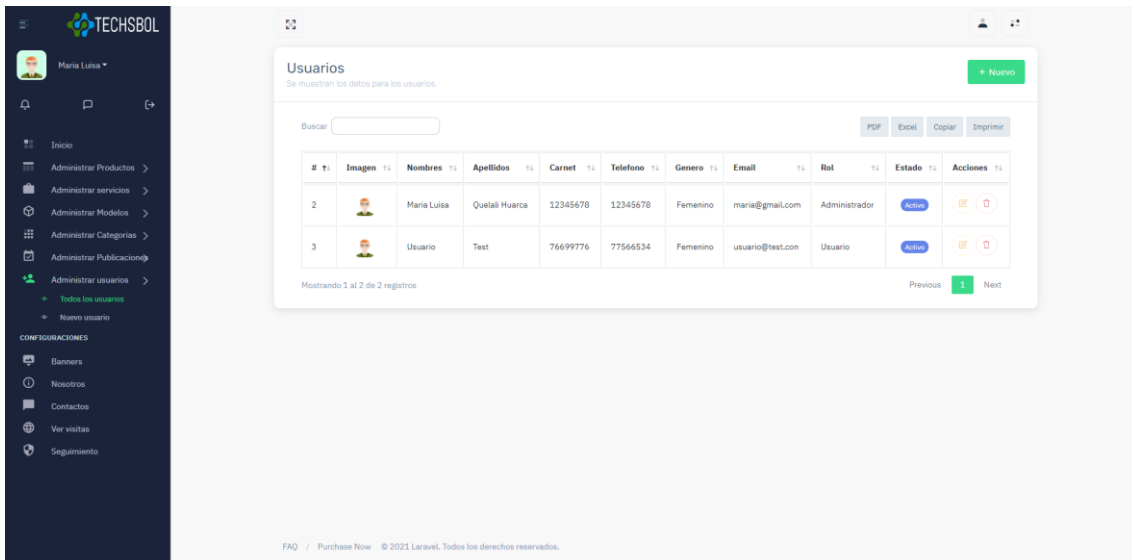 TECHSBOL
Maria Luisa
Inicio
Administrar Productos
Administrar servicios
Administrar Modelos
Administrar Categorias
Administrar Publicaciones
Administrar usuarios
Todos los usuarios
Nuevo usuario
CONFIGURACIONES
Banners
Nosotros
Contactos
Ver visitas
Seguimiento
Usuarios
Se muestran los datos para los usuarios.
+ Nuevo
Buscar
PDF Excel Copiar Imprimir
# Imagen Nombres Apellidos Carnet Telefono Genero Email Rol Estado Acciones
2 Maria Luisa Quelali Huarca 12345678 12345678 Femenino maria@gmail.com Administrador Activo
3 Usuario Test 76699776 77566534 Femenino usuario@test.con Usuario Activo
Mostrando 1 al 2 de 2 registros
Previous 1 Next
FAQ / Purchase Now © 2021 Laravel. Todos los derechos reservados.